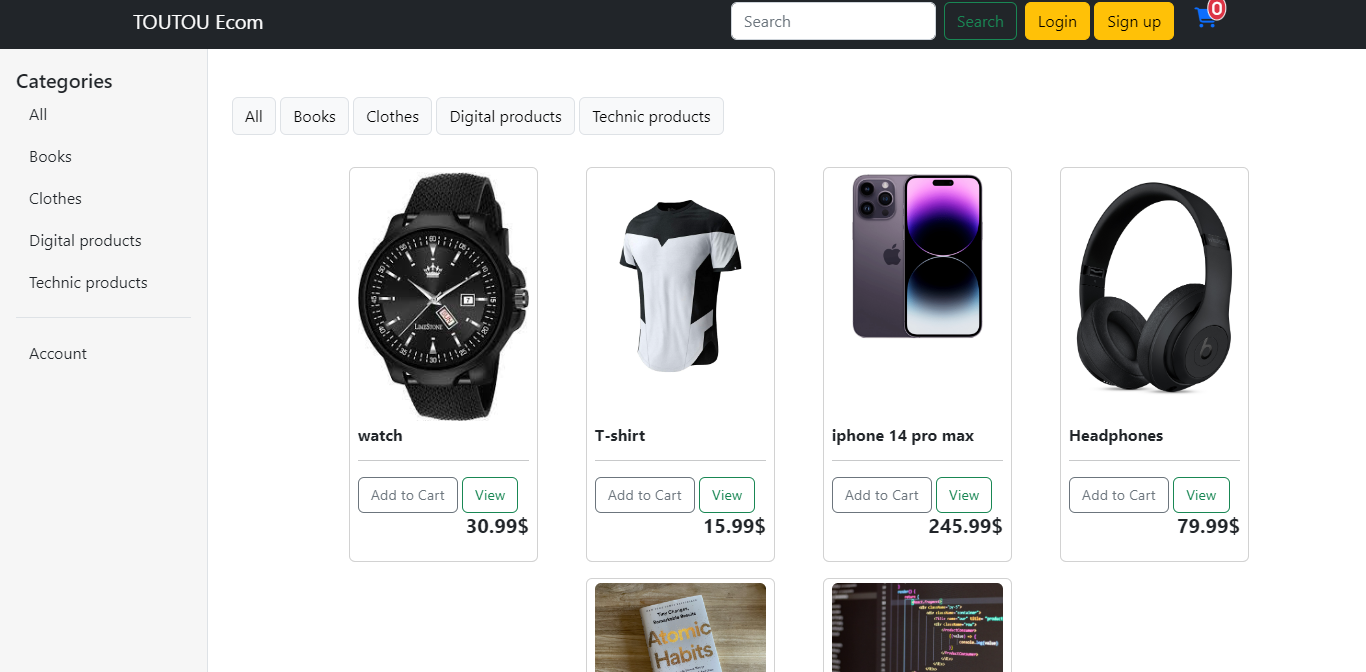 TOUTOU Ecom
Search
Search
Login
Sign up
0
Categories
All
Books
Clothes
Digital products
Technic products
Account
All
Books
Clothes
Digital products
Technic products
LIMESTONE
7
60
watch
Add to Cart
View
30.99$
T-shirt
Add to Cart
View
15.99$
iphone 14 pro max
Add to Cart
View
245.99$
b
Headphones
Add to Cart
View
79.99$
Tiny Changes,
Remarkable Results
Atomic
Habits